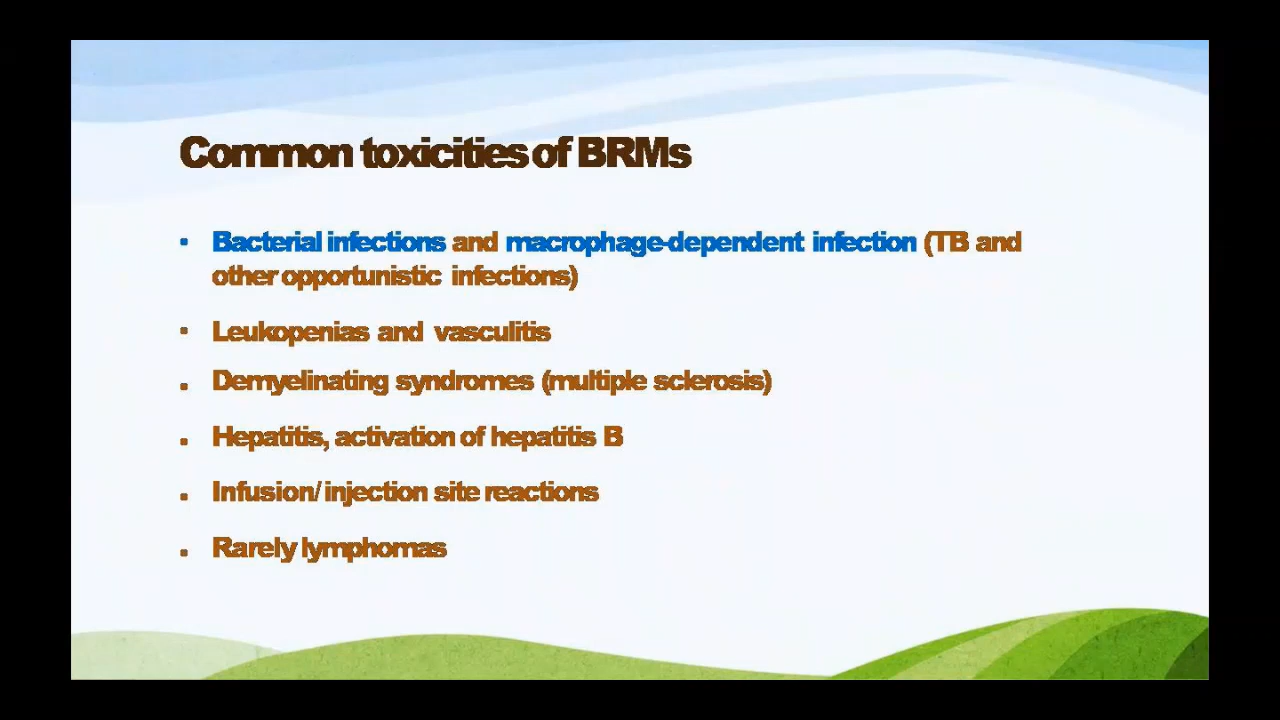 Common toxicities of BRMs
▪ Bacterial infections and macrophage-dependent infection (TB and
other opportunistic infections)
▪ Leukopenias and vasculitis
▪ Demyelinating syndromes (multiple sclerosis)
▪ Hepatitis, activation of hepatitis B
▪ Infusion/injection site reactions
▪ Rarely lymphomas